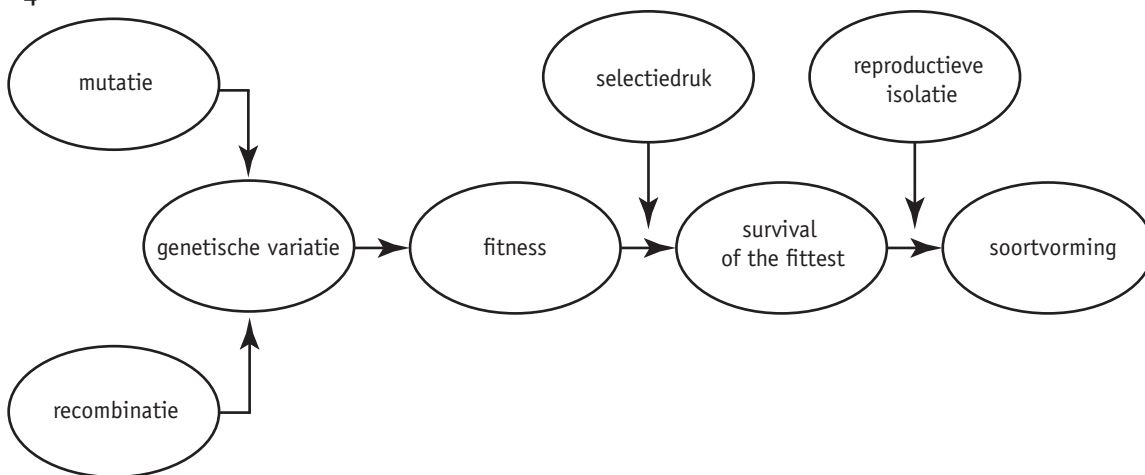 4
mutatie
selectiedruk
reproductieve
isolatie
genetische variatie
fitness
survival
of the fittest
soortvorming
recombinatie